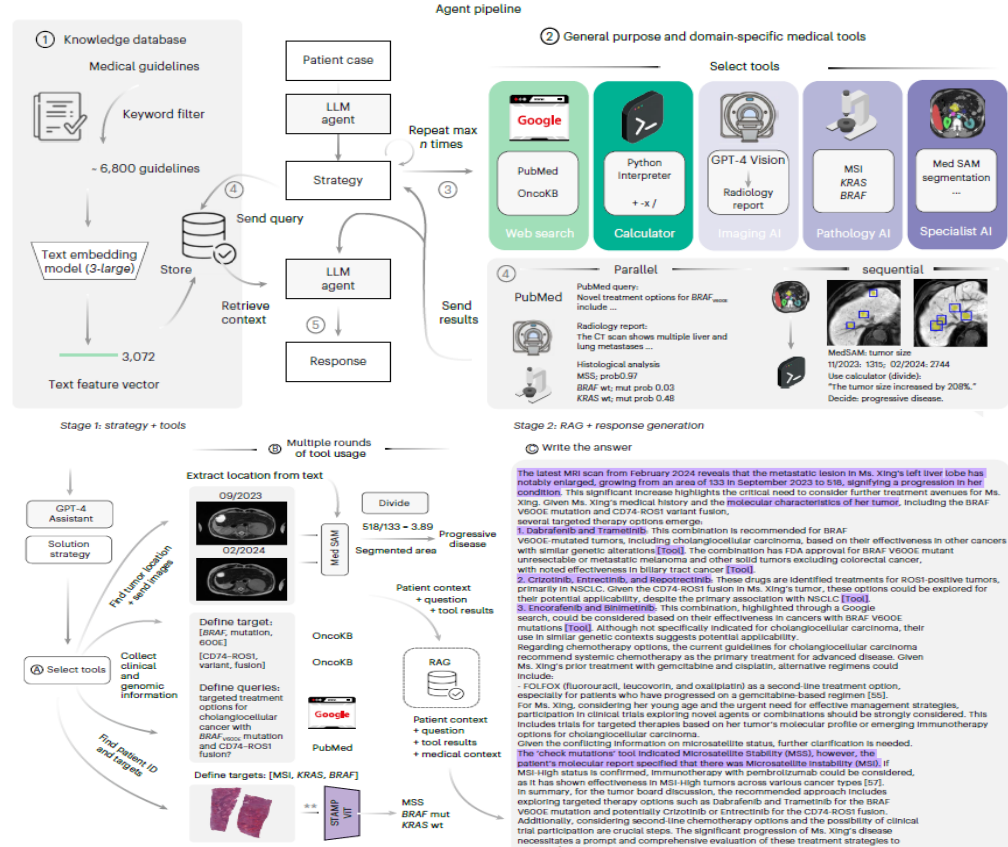 Agent pipeline
1 Knowledge database
Medical guidelines
Keyword filter
~ 6,800 guidelines
Text embedding
model (3-large)
Store
3,072
Text feature vector
Patient case
LLM
agent
Strategy
Repeat max
n times
3
4
Send query
Retrieve
context
LLM
agent
5
Response
Send
results
2 General purpose and domain-specific medical tools
Select tools
Google
PubMed
OncoKB
Web search
Python
Interpreter
+ -x /
Calculator
GPT-4 Vision
Radiology
report
Imaging AI
MSI
KRAS
BRAF
Pathology AI
Med SAM
segmentation
...
Specialist AI
4
Parallel
PubMed
PubMed query:
Novel treatment options for BRAF V600E
include ...
Radiology report:
The CT scan shows multiple liver and
lung metastases ...
Histological analysis
MSS; prob0.97
BRAF wt; mut prob 0.03
KRAS wt; mut prob 0.48
sequential
MedSAM: tumor size
11/2023: 1315; 02/2024: 2744
Use calculator (divide):
"The tumor size increased by 208%."
Decide: progressive disease.
Stage 1: strategy + tools
GPT-4
Assistant
Solution
strategy
A Select tools
Find tumor location
+ send images
Collect
clinical
and
genomic
information
Find patient ID
and targets
B Multiple rounds
of tool usage
Extract location from text
09/2023
02/2024
Med SAM
Divide
518/133 = 3.89
Segmented area
Progressive
disease
Define target:
[BRAF, mutation,
600E]
[CD74-ROS1,
variant, fusion]
OncoKB
OncoKB
Define queries:
targeted treatment
options for
cholangiocellular
cancer with
BRAF V600E mutation
and CD74-ROS1
fusion?
Google
PubMed
Patient context
+ question
+ tool results
RAG
Patient context
+ question
+ tool results
+ medical context
Define targets: [MSI, KRAS, BRAF]
**
STAMP
ViT
MSS
BRAF mut
KRAS wt
Stage 2: RAG + response generation
C Write the answer
The latest MRI scan from February 2024 reveals that the metastatic lesion in Ms. Xing's left liver lobe has
notably enlarged, growing from an area of 133 in September 2023 to 518, signifying a progression in her
condition. This significant increase highlights the critical need to consider further treatment avenues for Ms.
Xing. Given Ms. Xing's medical history and the molecular characteristics of her tumor, including the BRAF
V600E mutation and CD74-ROS1 variant fusion,
several targeted therapy options emerge:
1. Dabrafenib and Trametinib: This combination is recommended for BRAF
V600E-mutated tumors, including cholangiocellular cancer, based on their effectiveness in other cancers
with similar genetic alterations [Tool]. The combination has FDA approval for BRAF V600E mutant
unresectable or metastatic melanoma and other solid tumors excluding colorectal cancer,
with noted effectiveness in biliary tract cancer [Tool].
2. Crizotinib, Entrectinib, and Repotrectinib: These drugs are identified treatments for ROS1-positive tumors,
primarily in NSCLC. Given the CD74-ROS1 fusion in Ms. Xing's tumor, these options could be explored for
their potential applicability, despite the primary association with NSCLC [Tool].
3. Encorafenib and Binimetinib: This combination, highlighted through a Google
search, could be considered based on their effectiveness in cancers with BRAF V600E
mutations [Tool]. Although not specifically indicated for cholangiocellular carcinoma, their
use in similar genetic contexts suggests potential applicability.
Regarding chemotherapy options, the current guidelines for cholangiocellular carcinoma
recommend systemic chemotherapy as the primary treatment for advanced disease. Given
Ms. Xing's prior treatment with gemcitabine and cisplatin, alternative regimens could
include:
- FOLFOX (fluorouracil, leucovorin, and oxaliplatin) as a second-line treatment option,
especially for patients who have progressed on a gemcitabine-based regimen [55].
For Ms. Xing, considering her young age and the urgent need for effective management strategies,
participation in clinical trials exploring novel agents or combinations should be strongly considered. This
includes trials for targeted therapies based on her tumor's molecular profile or emerging immunotherapy
options for cholangiocellular carcinoma.
Given the conflicting information on microsatellite status, further clarification is needed.
The 'check mutations' tool indicated Microsatellite Stability (MSS), however, the
patient's molecular report specified that there was Microsatellite Instability (MSI). If
MSI-High status is confirmed, immunotherapy with pembrolizumab could be considered,
as it has shown effectiveness in MSI-High tumors across various cancer types [57].
In summary, for the tumor board discussion, the recommended approach includes
exploring targeted therapy options such as Dabrafenib and Trametinib for the BRAF
V600E mutation and potentially Crizotinib or Entrectinib for the CD74-ROS1 fusion.
Additionally, considering second-line chemotherapy options and the possibility of clinical
trial participation are crucial steps. The significant progression of Ms. Xing's disease
necessitates a prompt and comprehensive evaluation of these treatment strategies to